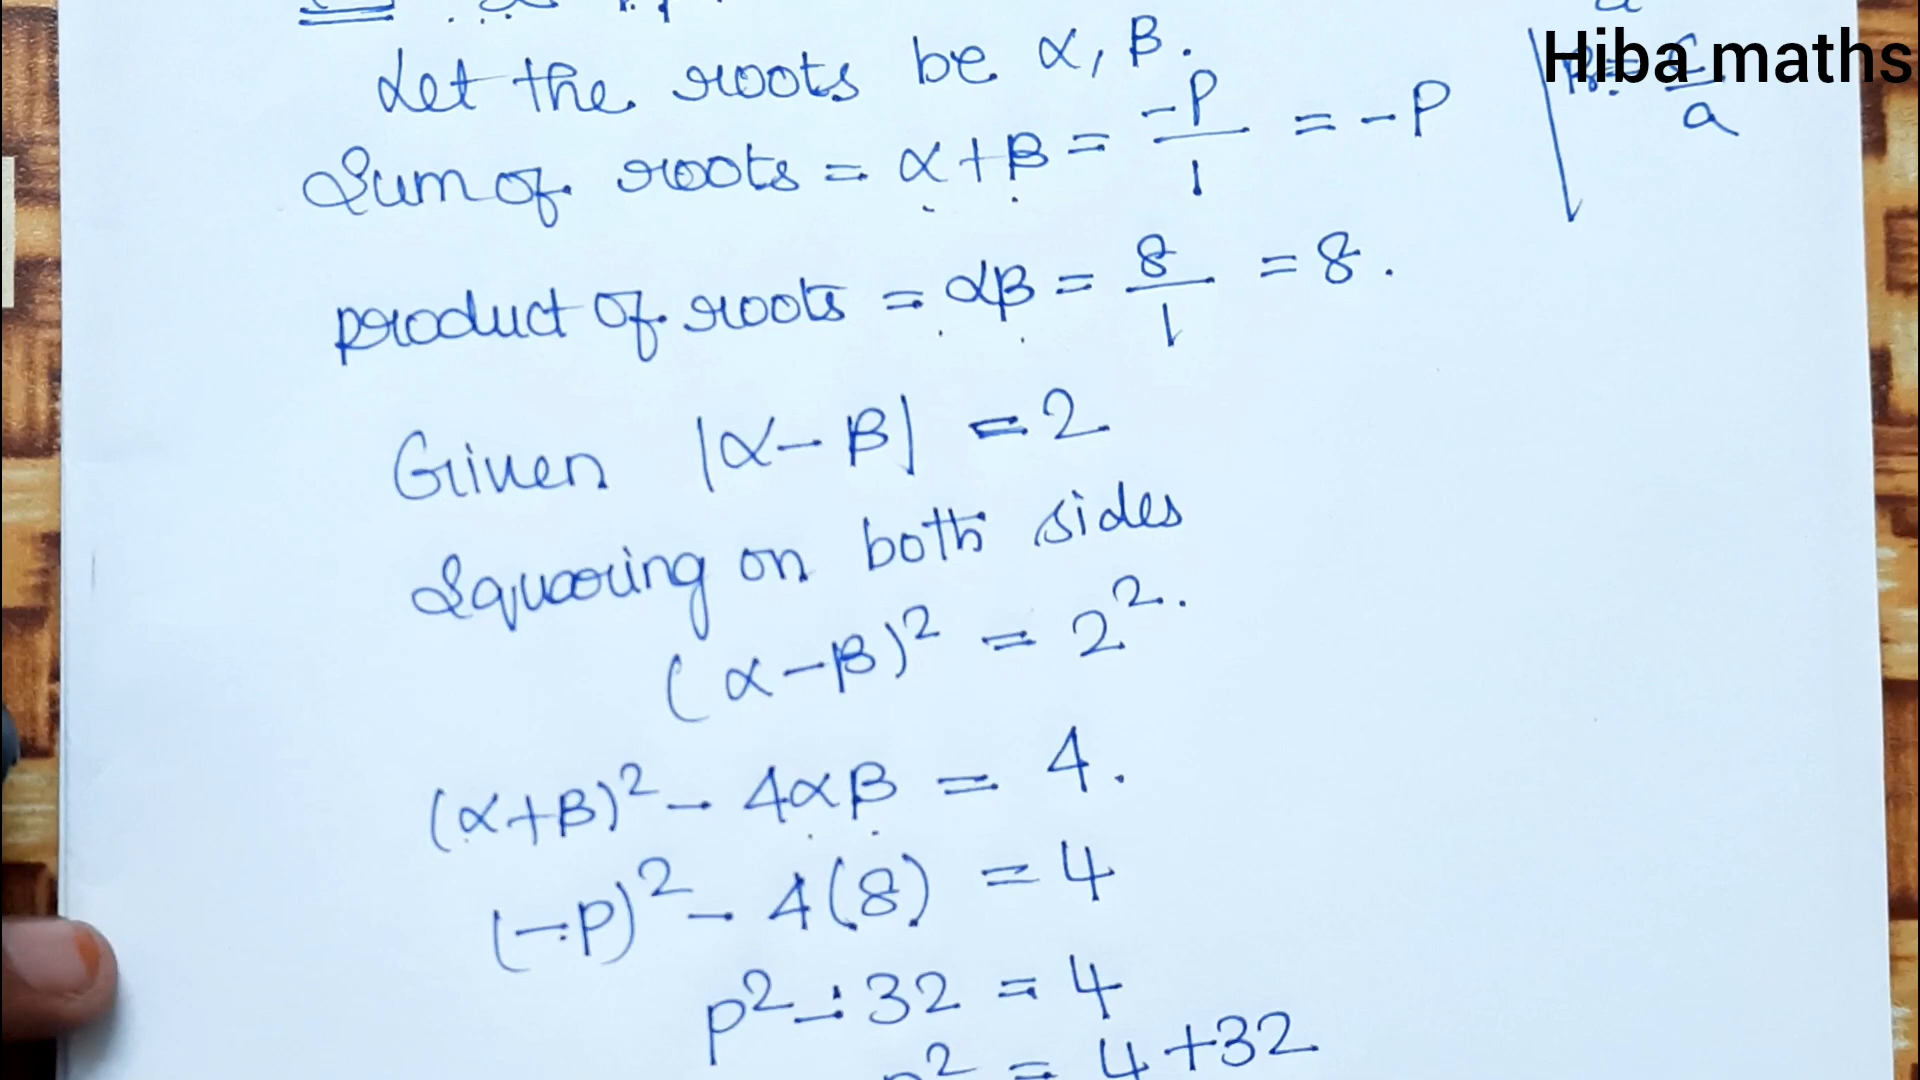 Hiba maths
Let the roots be α, β.
Sum of roots = α+β = -P/1 = -P
product of roots = αβ = 8/1 = 8.
c/a
Given |α-β| = 2
Squaring on both sides
(α-β)² = 2².
(α+β)² - 4αβ = 4.
(-P)² - 4(8) = 4
P² - 32 = 4
P² = 4+32